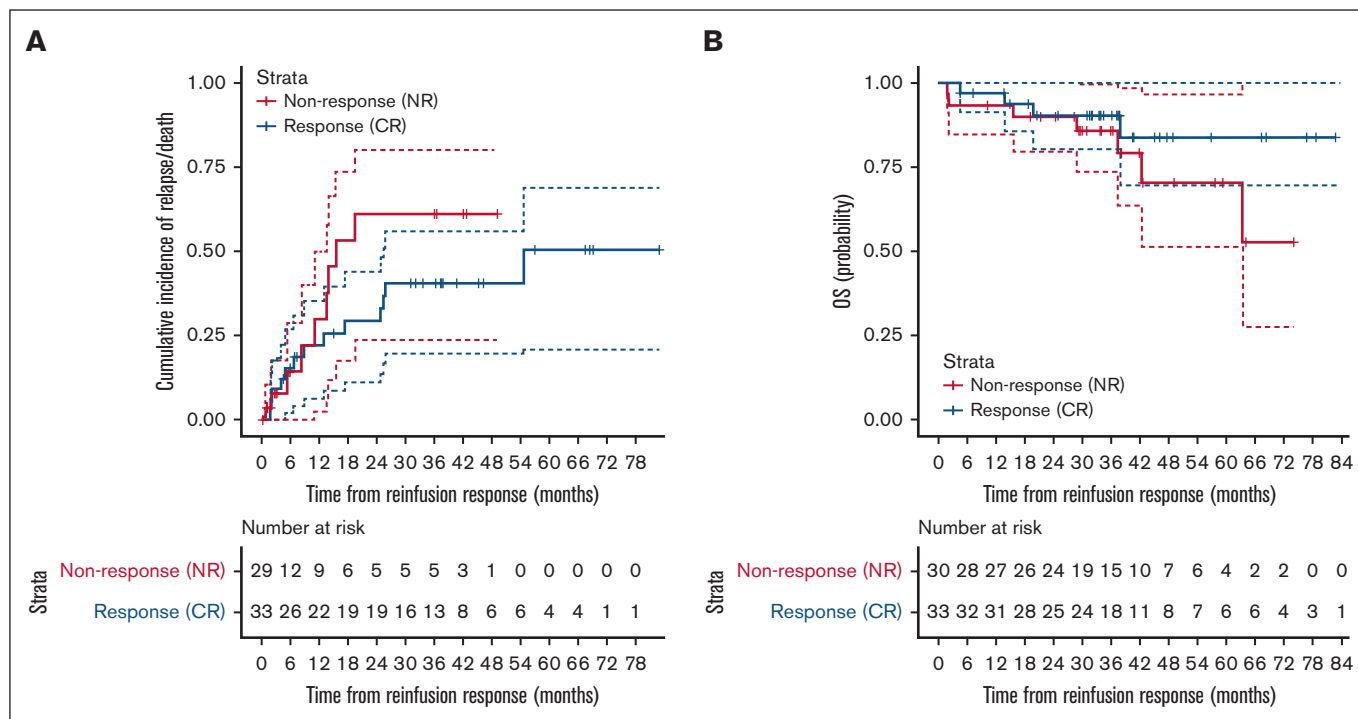 A
Strata
Non-response (NR)
Response (CR)
Cumulative incidence of relapse/death
1.00
0.75
0.50
0.25
0.00
0 6 12 18 24 30 36 42 48 54 60 66 72 78
Time from reinfusion response (months)
Number at risk
Strata
Non-response (NR) 29 12 9 6 5 5 5 3 1 0 0 0 0 0
Response (CR) 33 26 22 19 19 16 13 8 6 6 4 4 1 1
0 6 12 18 24 30 36 42 48 54 60 66 72 78
Time from reinfusion response (months)
B
OS (probability)
1.00
0.75
0.50
0.25
0.00
Strata
Non-response (NR)
Response (CR)
0 6 12 18 24 30 36 42 48 54 60 66 72 78 84
Time from reinfusion response (months)
Number at risk
Strata
Non-response (NR) 30 28 27 26 24 19 15 10 7 6 4 2 2 0 0
Response (CR) 33 32 31 28 25 24 18 11 8 7 6 6 4 3 1
0 6 12 18 24 30 36 42 48 54 60 66 72 78 84
Time from reinfusion response (months)